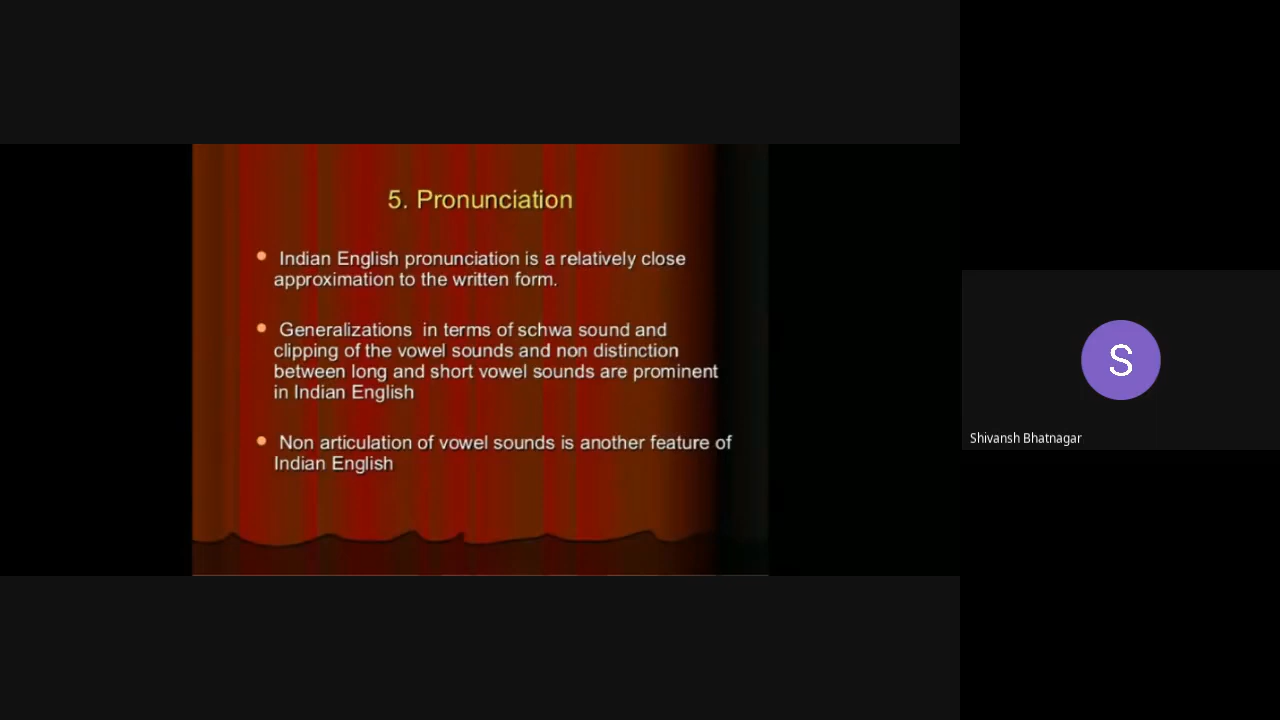 5. Pronunciation
Indian English pronunciation is a relatively close
approximation to the written form.
Generalizations in terms of schwa sound and
clipping of the vowel sounds and non distinction
between long and short vowel sounds are prominent
in Indian English
Non articulation of vowel sounds is another feature of
Indian English
S
Shivansh Bhatnagar